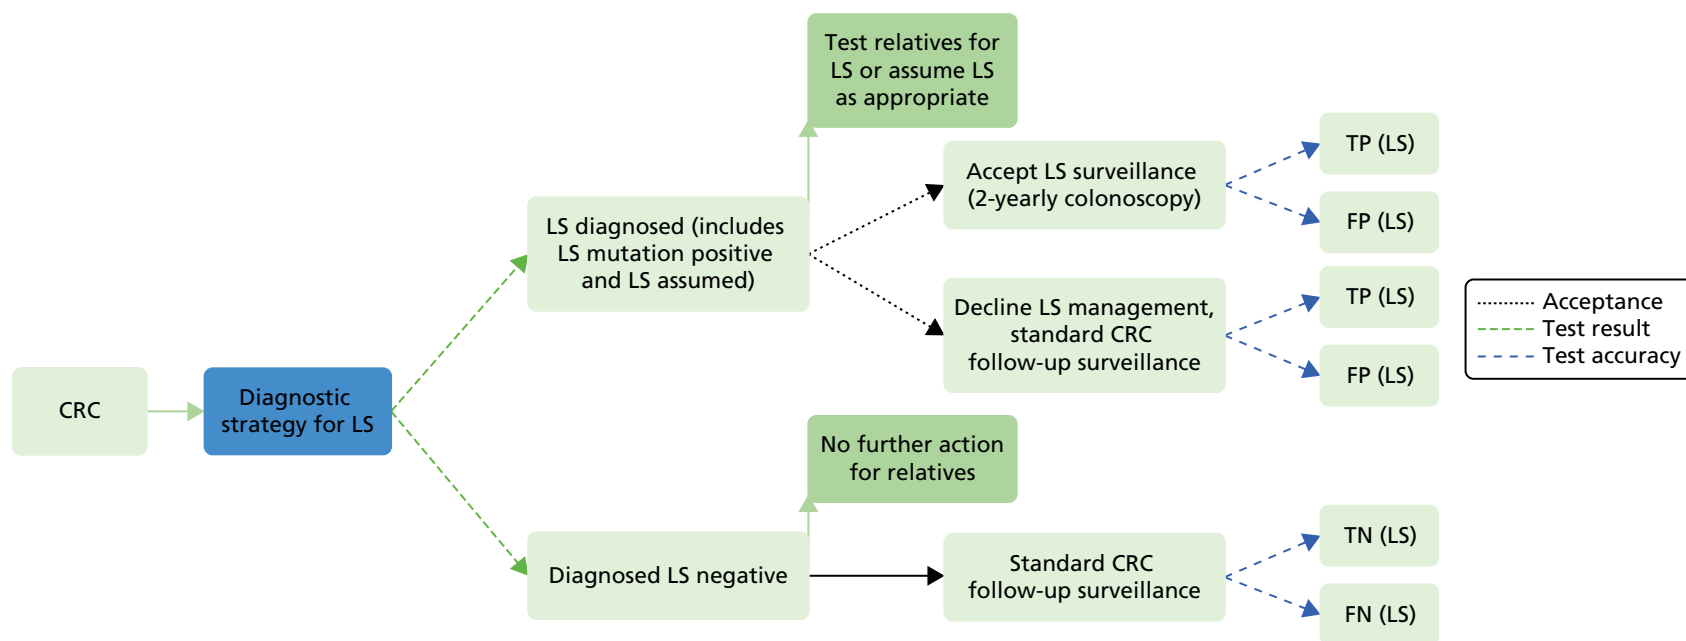 CRC
Diagnostic
strategy for LS
LS diagnosed (includes
LS mutation positive
and LS assumed)
Test relatives for
LS or assume LS
as appropriate
Accept LS surveillance
(2-yearly colonoscopy)
TP (LS)
FP (LS)
Decline LS management,
standard CRC
follow-up surveillance
TP (LS)
FP (LS)
Diagnosed LS negative
No further action
for relatives
Standard CRC
follow-up surveillance
TN (LS)
FN (LS)
Acceptance
Test result
Test accuracy